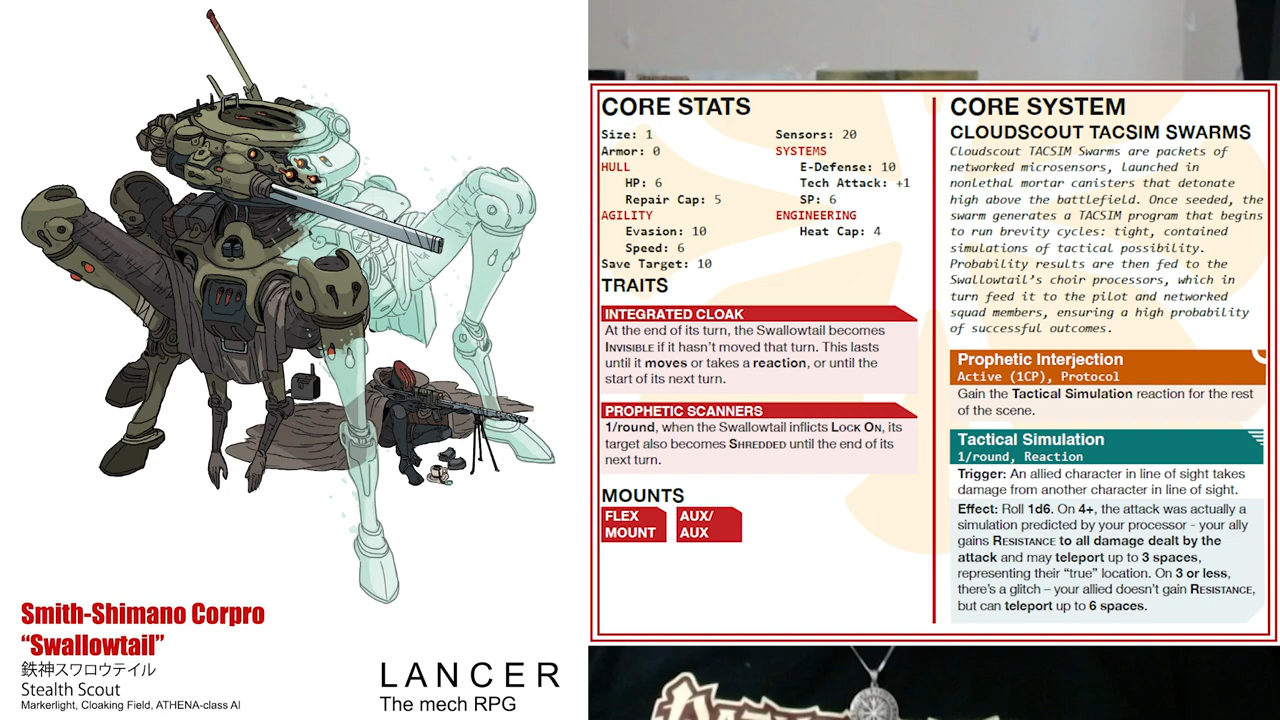 Smith-Shimano Corpro
“Swallowtail”
鉄神スワロウテイル
Stealth Scout
Markerlight, Cloaking Field, ATHENA-class AI
LANCER
The mech RPG
CORE STATS
Size: 1
Armor: 0
HULL
HP: 6
Repair Cap: 5
AGILITY
Evasion: 10
Speed: 6
Save Target: 10
Sensors: 20
SYSTEMS
E-Defense: 10
Tech Attack: +1
SP: 6
ENGINEERING
Heat Cap: 4
TRAITS
INTEGRATED CLOAK
At the end of its turn, the Swallowtail becomes
INVISIBLE if it hasn’t moved that turn. This lasts
until it moves or takes a reaction, or until the
start of its next turn.
PROPHETIC SCANNERS
1/round, when the Swallowtail inflicts LOCK ON, its
target also becomes SHREDDED until the end of its
next turn.
MOUNTS
FLEX
MOUNT
AUX/
AUX
CORE SYSTEM
CLOUDSCOUT TACSIM SWARMS
Cloudscout TACSIM Swarms are packets of
networked microsensors, launched in
nonlethal mortar canisters that detonate
high above the battlefield. Once seeded, the
swarm generates a TACSIM program that begins
to run brevity cycles: tight, contained
simulations of tactical possibility.
Probability results are then fed to the
Swallowtail’s choir processors, which in
turn feed it to the pilot and networked
squad members, ensuring a high probability
of successful outcomes.
Prophetic Interjection
Active (1CP), Protocol
Gain the Tactical Simulation reaction for the rest
of the scene.
Tactical Simulation
1/round, Reaction
Trigger: An allied character in line of sight takes
damage from another character in line of sight.
Effect: Roll 1d6. On 4+, the attack was actually a
simulation predicted by your processor - your ally
gains RESISTANCE to all damage dealt by the
attack and may teleport up to 3 spaces,
representing their “true” location. On 3 or less,
there’s a glitch – your allied doesn’t gain RESISTANCE,
but can teleport up to 6 spaces.